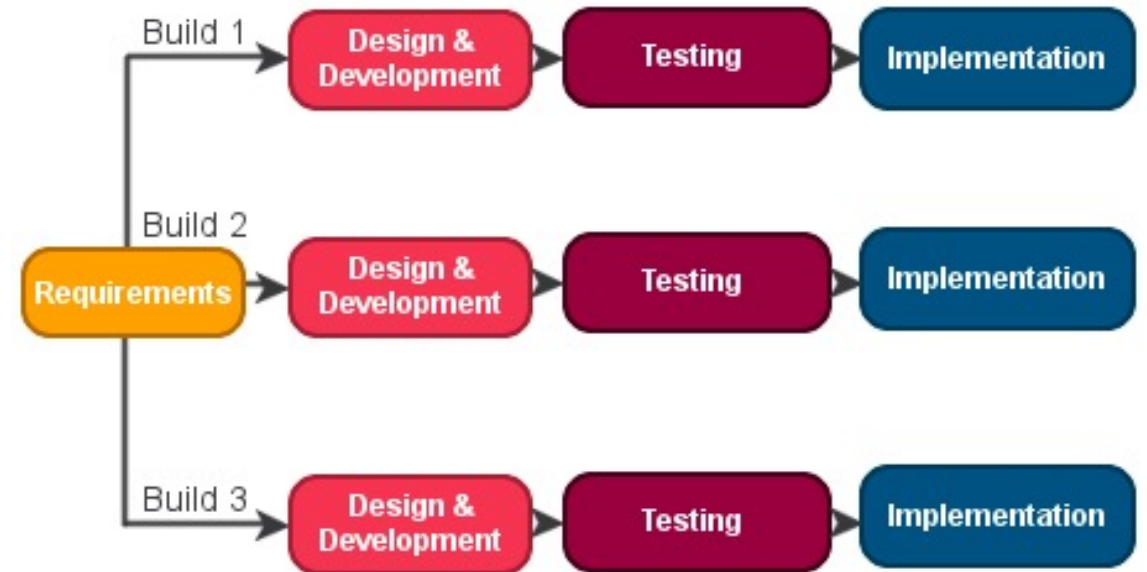 Build 1
Design &
Development
Testing
Implementation
Build 2
Requirements
Design &
Development
Testing
Implementation
Build 3
Design &
Development
Testing
Implementation